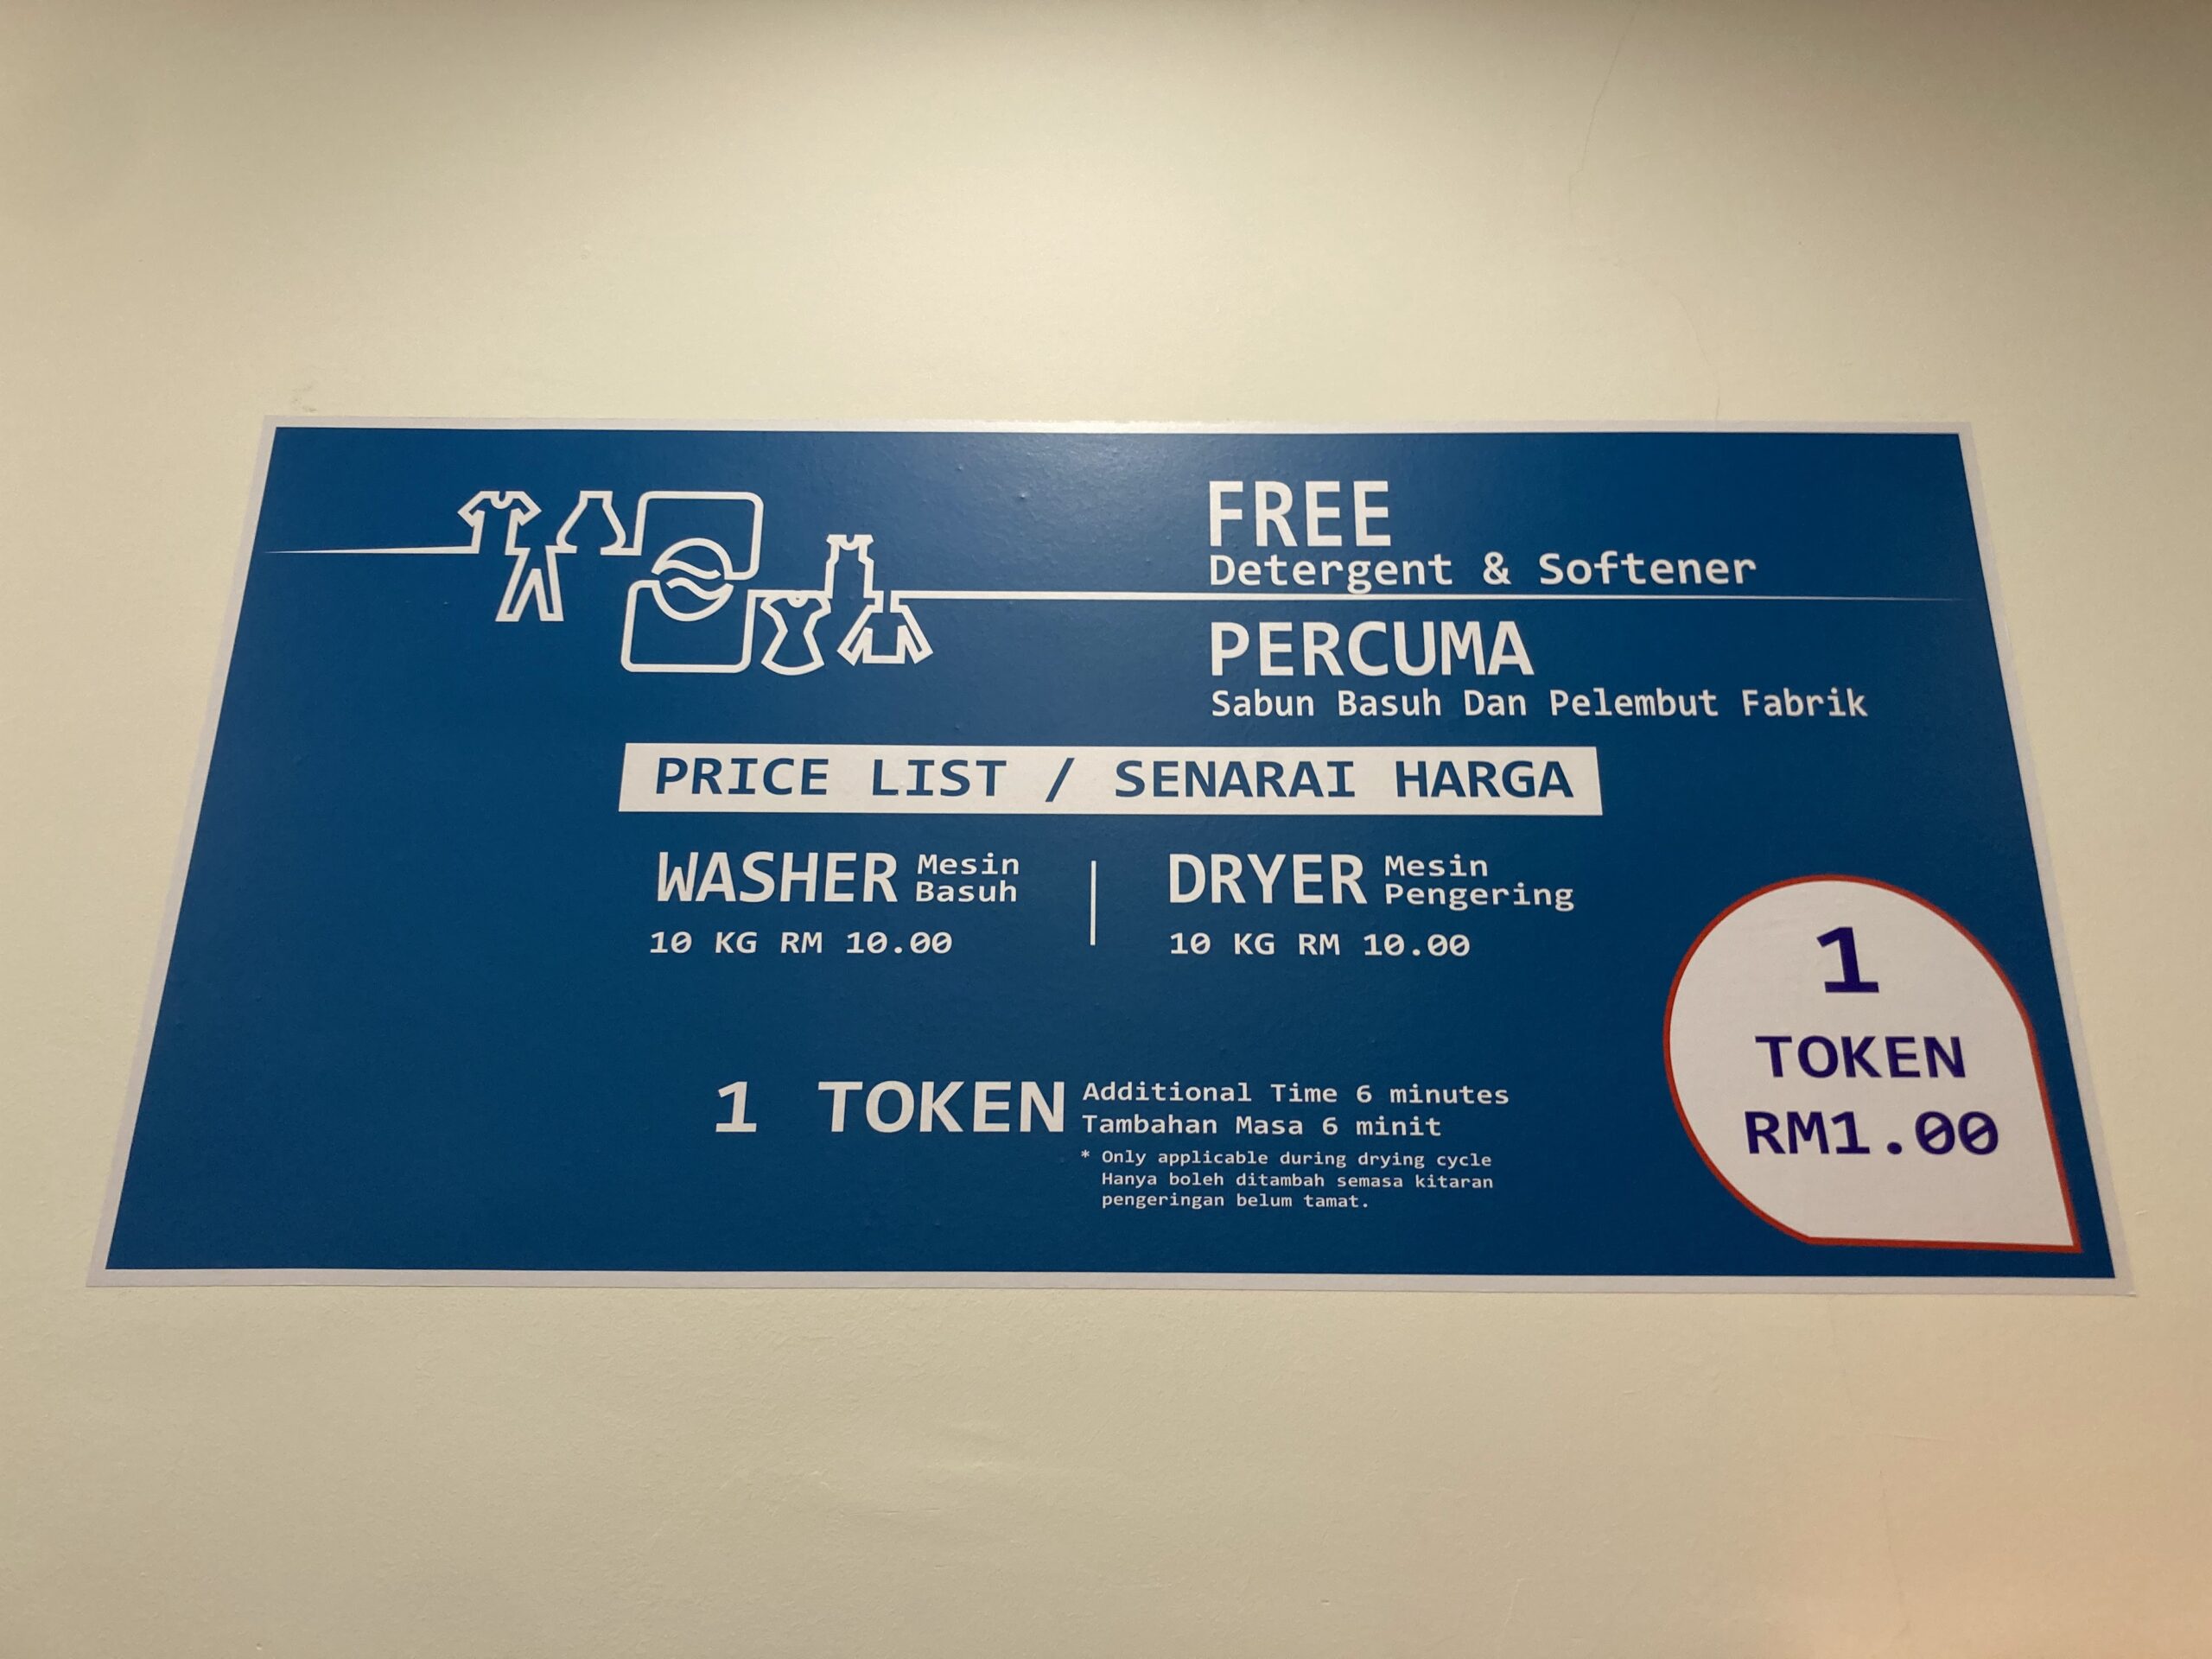 FREE
Detergent & Softener
PERCUMA
Sabun Basuh Dan Pelembut Fabrik
PRICE LIST / SENARAI HARGA
WASHER Mesin Basuh
10 KG RM 10.00
DRYER Mesin Pengering
10 KG RM 10.00
1 TOKEN
Additional Time 6 minutes
Tambahan Masa 6 minit
* Only applicable during drying cycle
Hanya boleh ditambah semasa kitaran
pengeringan belum tamat.
1
TOKEN
RM1.00